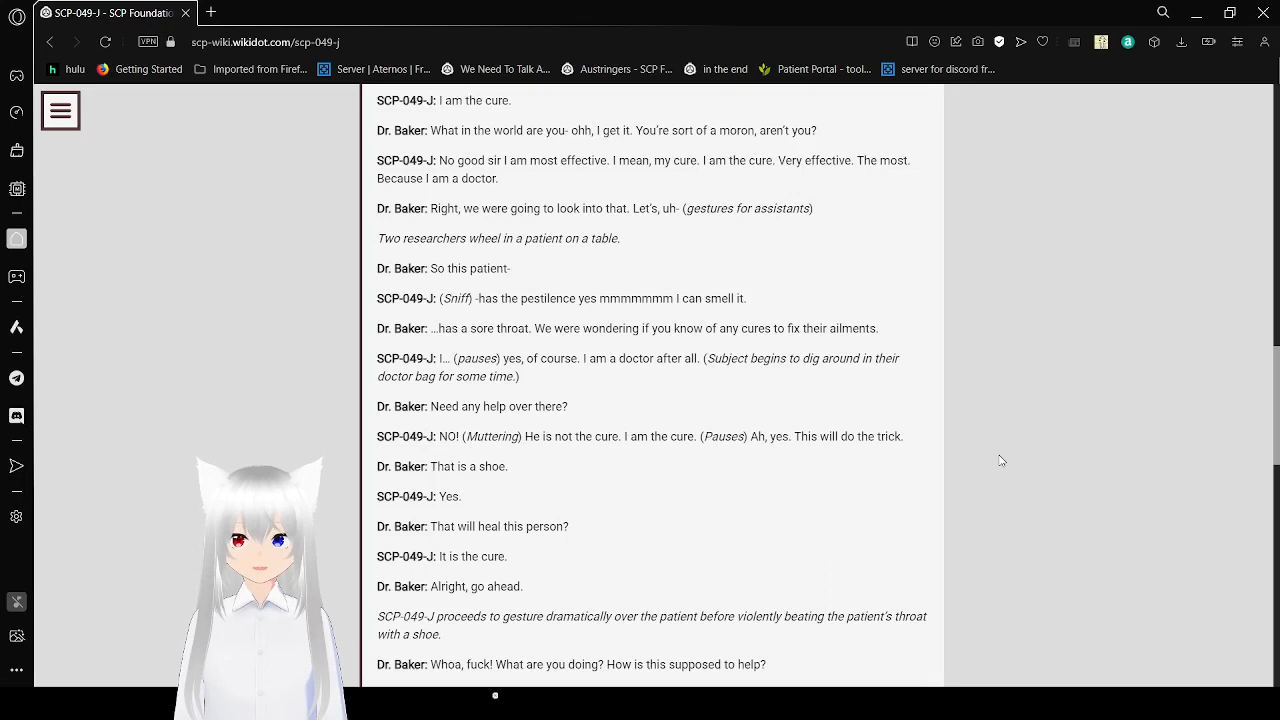 SCP-049-J - SCP Foundatio
scp-wiki.wikidot.com/scp-049-j
VPN
hulu
Getting Started
Imported from Firef...
Server | Aternos | Fr...
We Need To Talk A...
Austringers - SCP F...
in the end
Patient Portal - tool...
server for discord fr...
SCP-049-J: I am the cure.
Dr. Baker: What in the world are you- ohh, I get it. You’re sort of a moron, aren’t you?
SCP-049-J: No good sir I am most effective. I mean, my cure. I am the cure. Very effective. The most.
Because I am a doctor.
Dr. Baker: Right, we were going to look into that. Let’s, uh- (gestures for assistants)
Two researchers wheel in a patient on a table.
Dr. Baker: So this patient-
SCP-049-J: (Sniff) -has the pestilence yes mmmmmmm I can smell it.
Dr. Baker: …has a sore throat. We were wondering if you know of any cures to fix their ailments.
SCP-049-J: I… (pauses) yes, of course. I am a doctor after all. (Subject begins to dig around in their
doctor bag for some time.)
Dr. Baker: Need any help over there?
SCP-049-J: NO! (Muttering) He is not the cure. I am the cure. (Pauses) Ah, yes. This will do the trick.
Dr. Baker: That is a shoe.
SCP-049-J: Yes.
Dr. Baker: That will heal this person?
SCP-049-J: It is the cure.
Dr. Baker: Alright, go ahead.
SCP-049-J proceeds to gesture dramatically over the patient before violently beating the patient’s throat
with a shoe.
Dr. Baker: Whoa, fuck! What are you doing? How is this supposed to help?